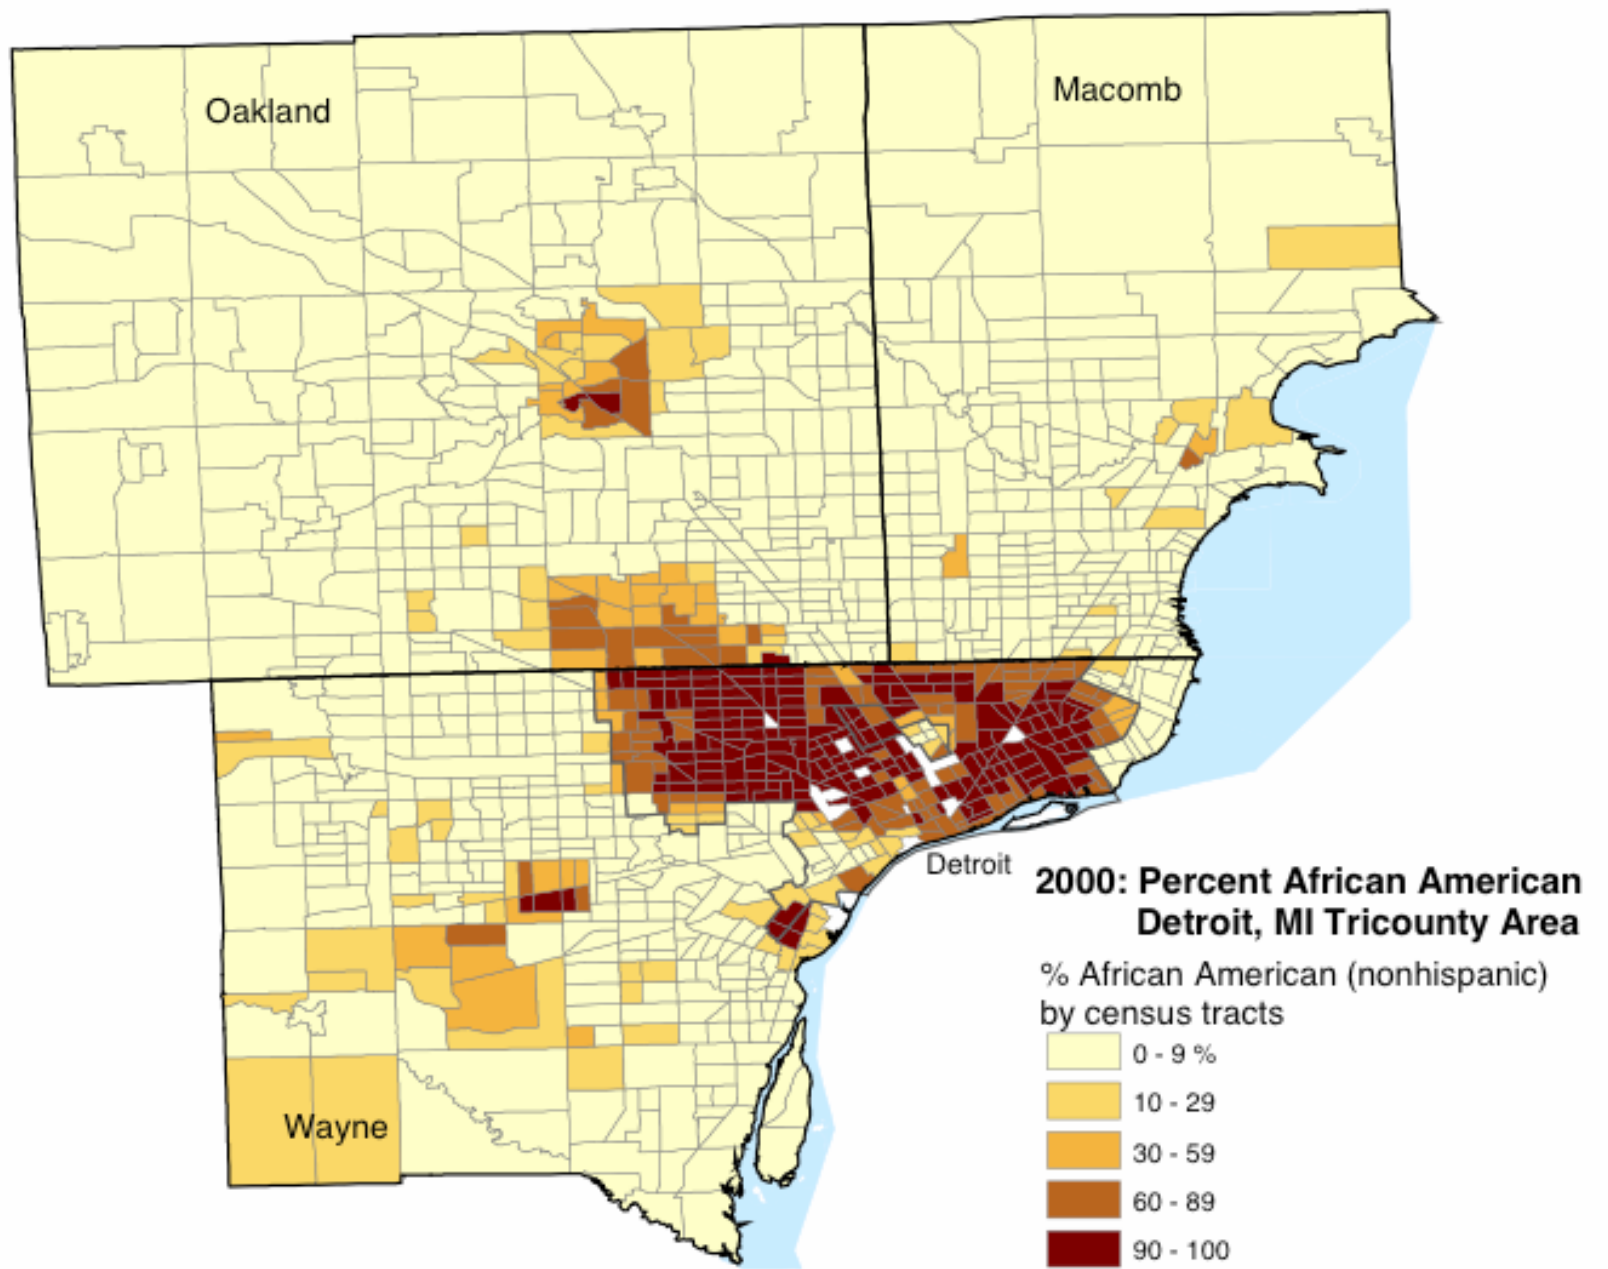 Oakland
Macomb
Detroit
Wayne
2000: Percent African American
Detroit, MI Tricounty Area
% African American (nonhispanic)
by census tracts
0 - 9 %
10 - 29
30 - 59
60 - 89
90 - 100